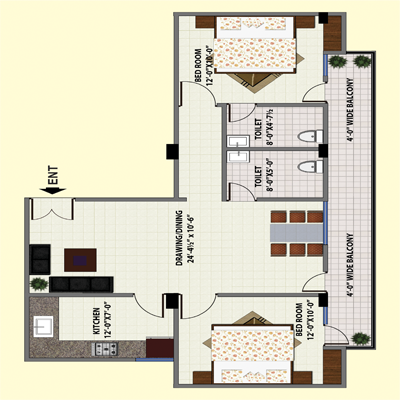 BED ROOM
12'-0"X10'-0"
TOILET
8'-0"X4'-7½
TOILET
8'-0"X5'-0"
4'-0" WIDE BALCONY
4'-0" WIDE BALCONY
ENT
DRAWING/DINING
24'-4½" x 10'-6"
KITCHEN
12'-0"X7'-0"
BED ROOM
12'-0"X10'-0"